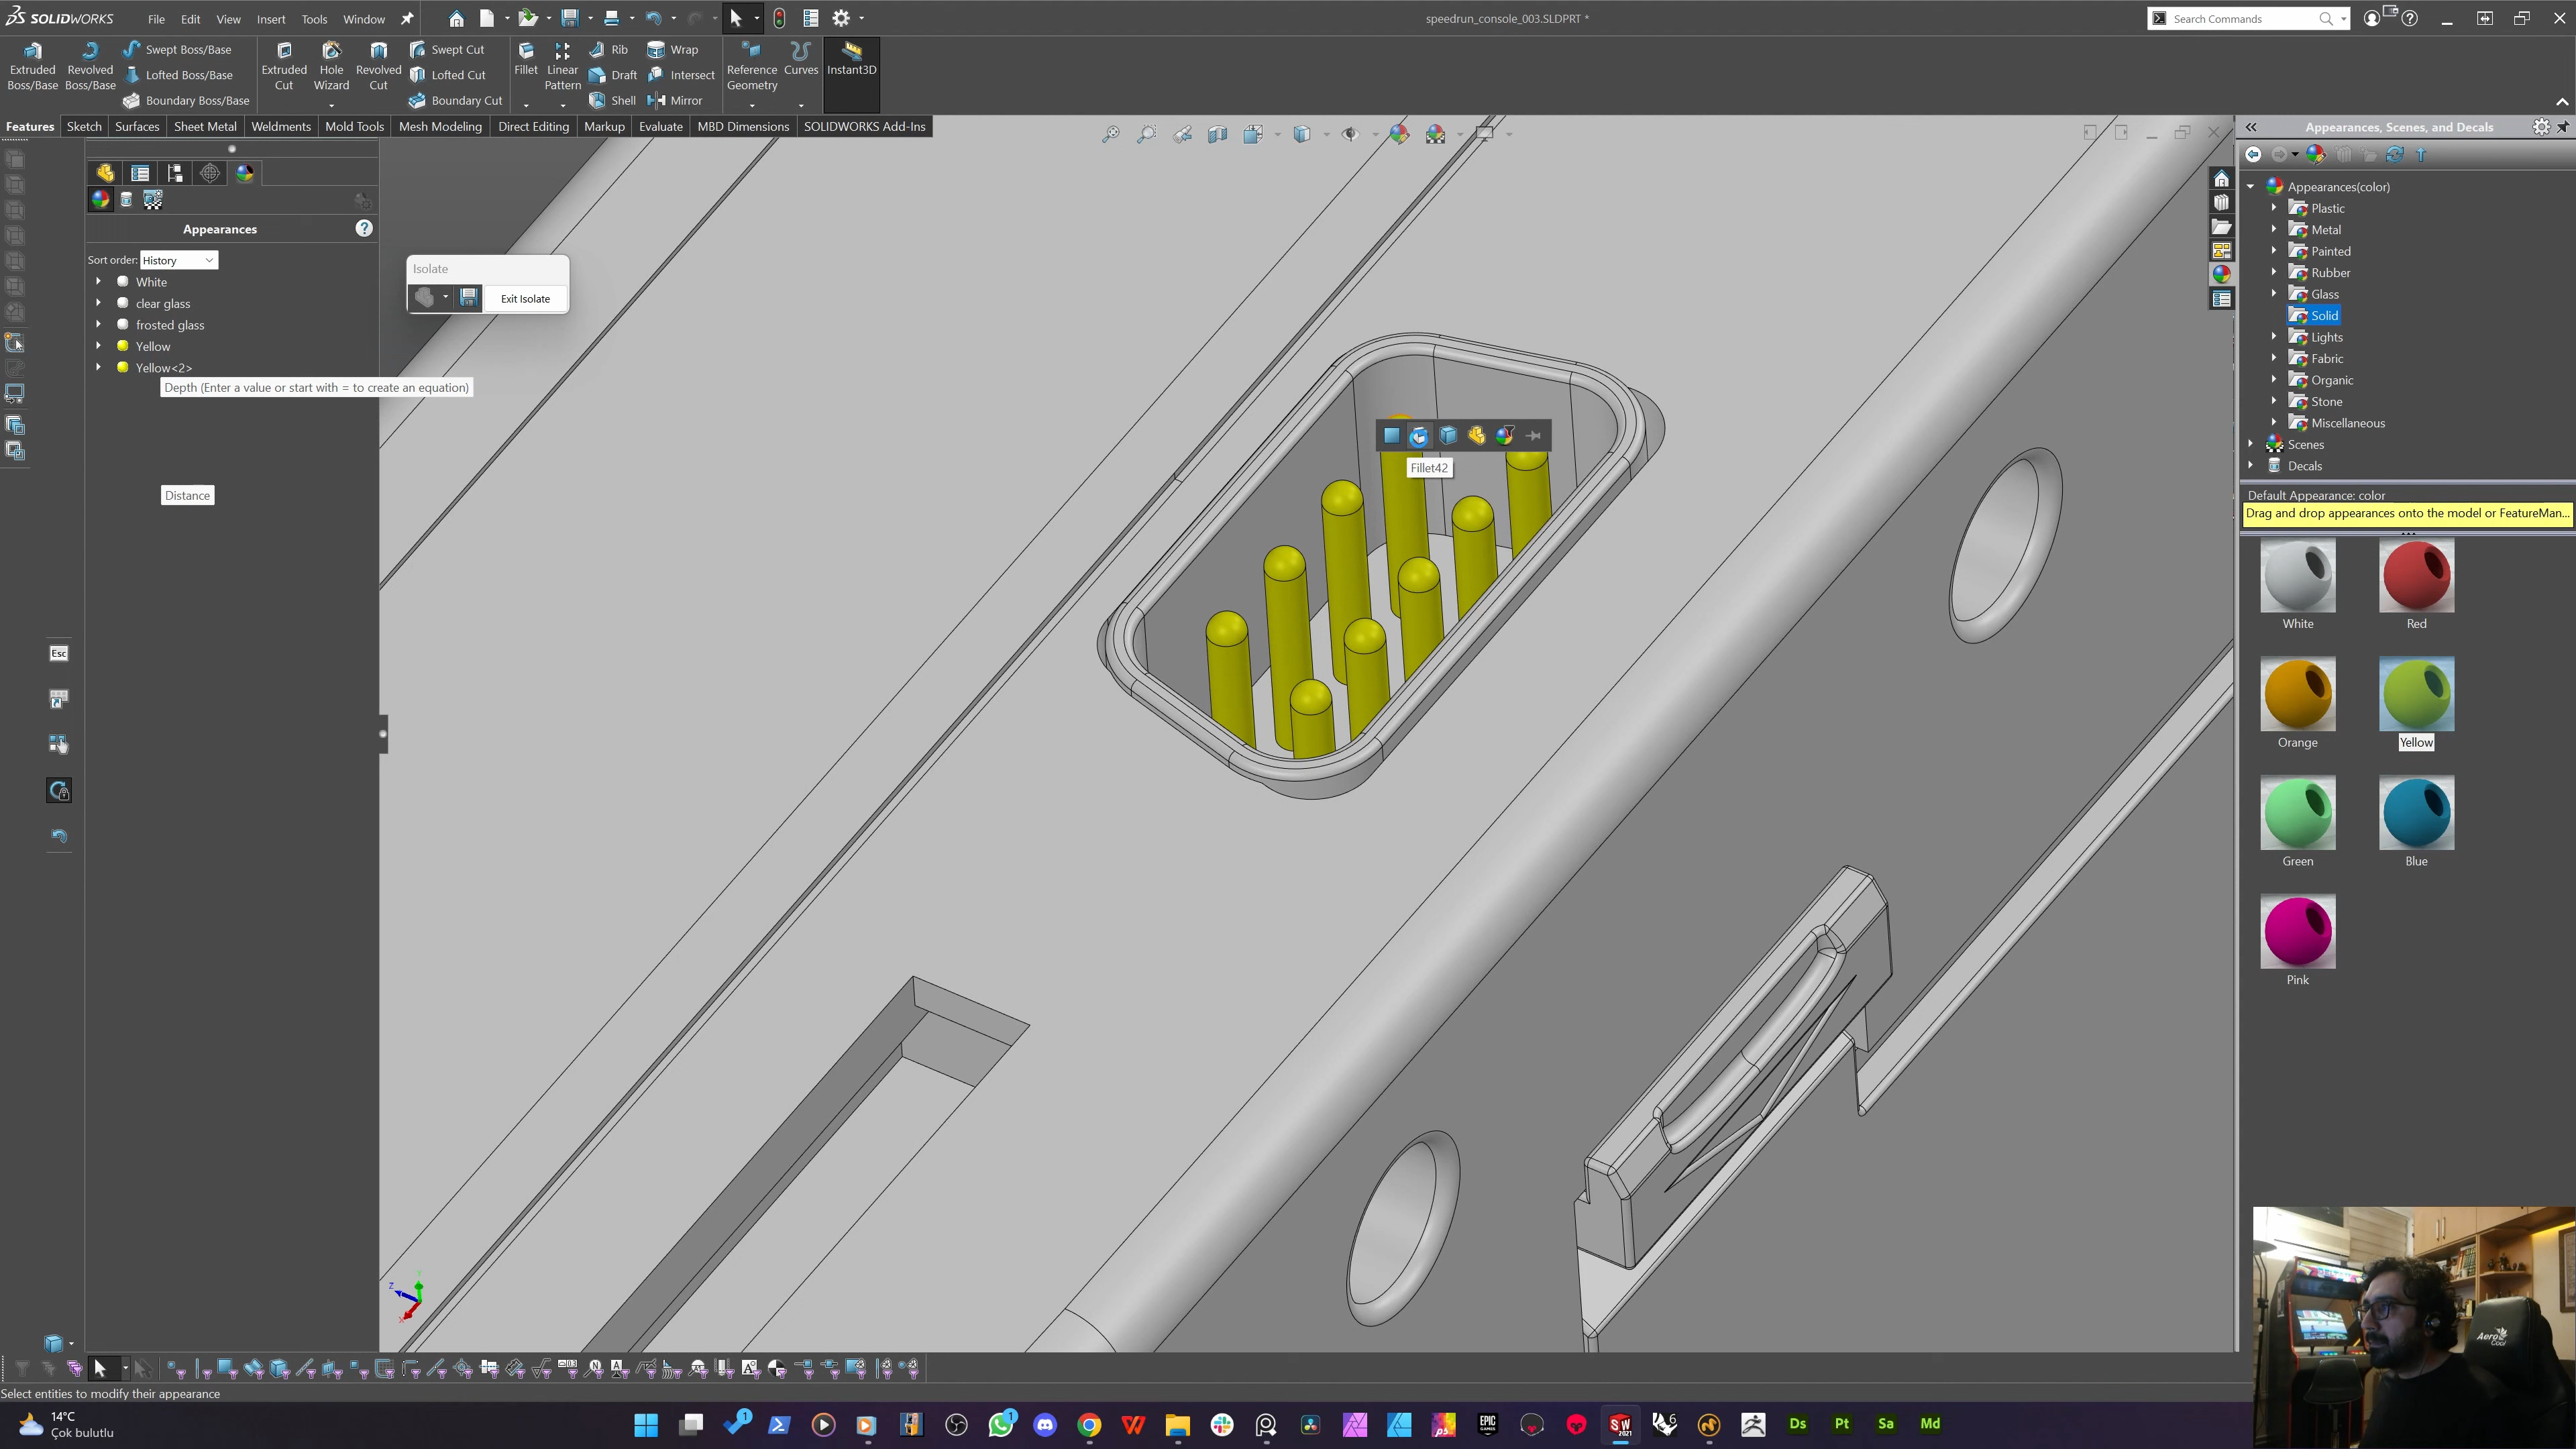 SOLIDWORKS
File Edit View Insert Tools Window
speedrun_console_003.SLDPRT *
Search Commands
Extruded Boss/Base
Revolved Boss/Base
Swept Boss/Base
Lofted Boss/Base
Boundary Boss/Base
Extruded Cut
Hole Wizard
Revolved Cut
Swept Cut
Lofted Cut
Boundary Cut
Fillet
Linear Pattern
Rib
Draft
Shell
Wrap
Intersect
Mirror
Reference Geometry
Curves
Instant3D
Features Sketch Surfaces Sheet Metal Weldments Mold Tools Mesh Modeling Direct Editing Markup Evaluate MBD Dimensions SOLIDWORKS Add-Ins
Appearances
Sort order: History
White
clear glass
frosted glass
Yellow
Yellow<2>
Depth (Enter a value or start with = to create an equation)
Distance
Esc
Isolate
Exit Isolate
Fillet42
Z
Y
X
Appearances, Scenes, and Decals
Appearances(color)
Plastic
Metal
Painted
Rubber
Glass
Solid
Lights
Fabric
Organic
Stone
Miscellaneous
Scenes
Decals
Default Appearance: color
Drag and drop appearances onto the model or FeatureMan...
White
Red
Orange
Yellow
Green
Blue
Pink
Select entities to modify their appearance
14°C
Çok bulutlu
1
1
EPIC GAMES
SW 2021
6
Ds
Pt
Sa
Md